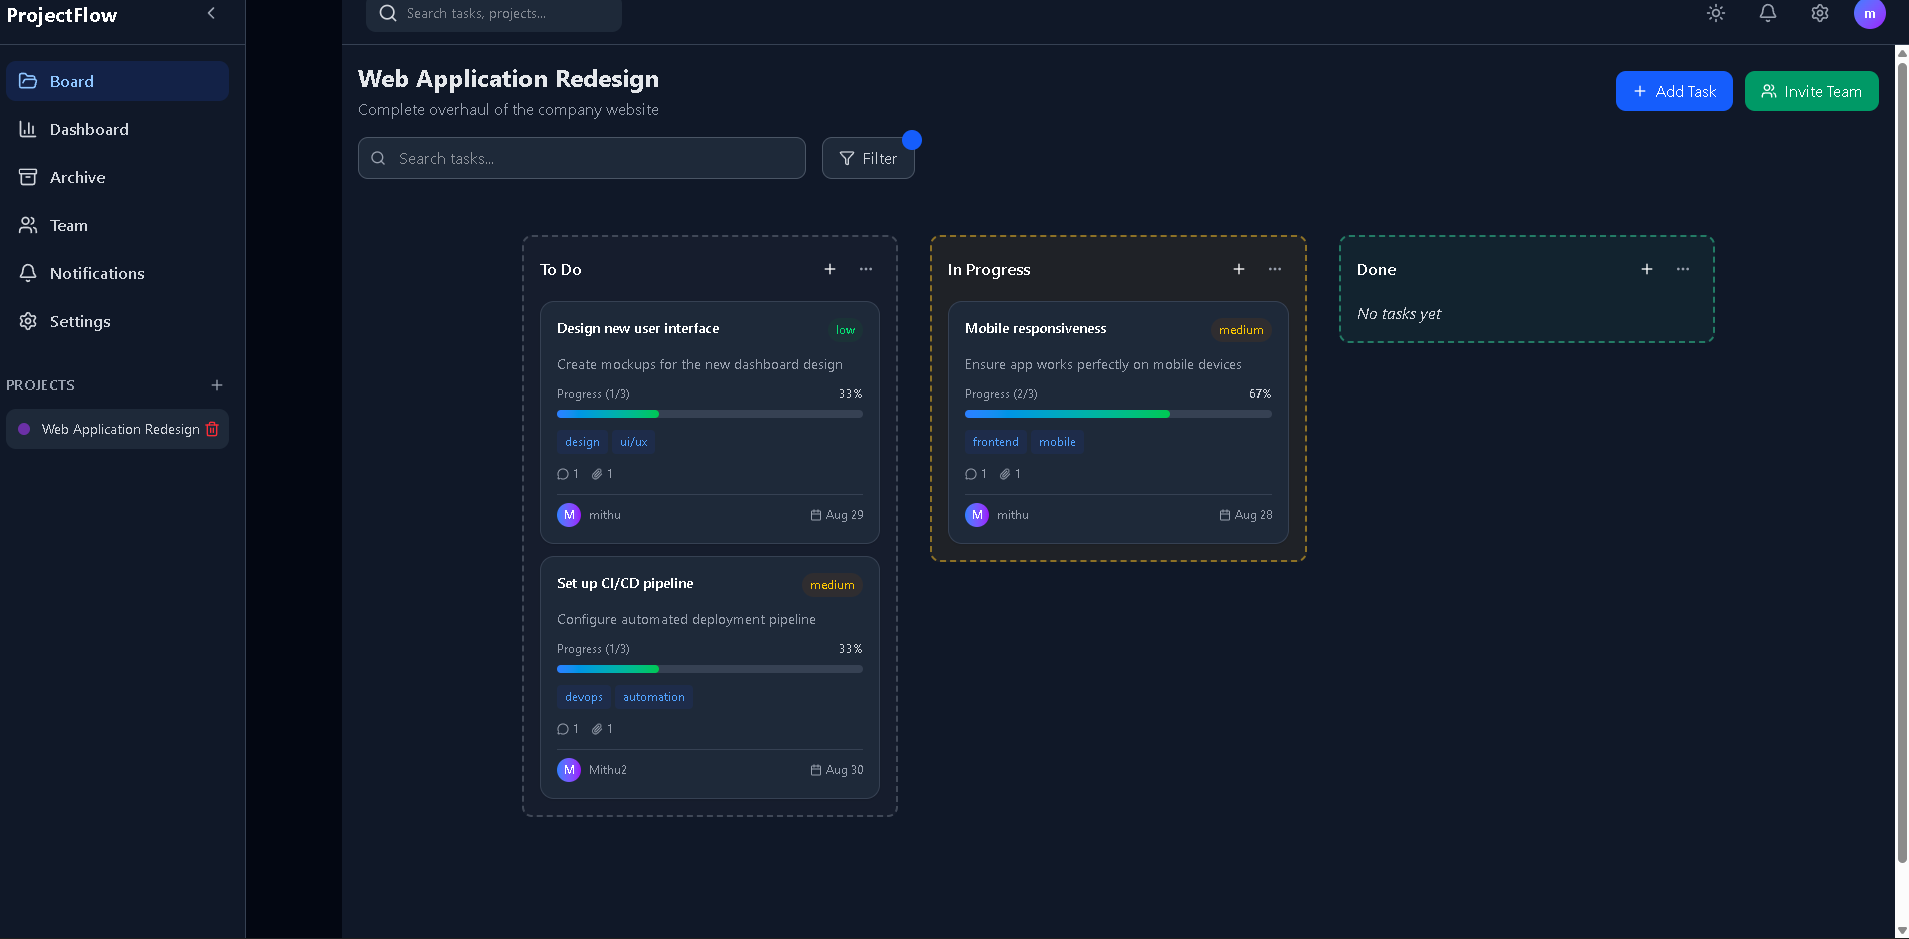 ProjectFlow
Search tasks, projects...
m
Board
Dashboard
Archive
Team
Notifications
Settings
PROJECTS
Web Application Redesign
Web Application Redesign
Complete overhaul of the company website
Add Task
Invite Team
Search tasks...
Filter
To Do
Design new user interface
low
Create mockups for the new dashboard design
Progress (1/3)
33%
design
ui/ux
1
1
M
mithu
Aug 29
Set up CI/CD pipeline
medium
Configure automated deployment pipeline
Progress (1/3)
33%
devops
automation
1
1
M
Mithu2
Aug 30
In Progress
Mobile responsiveness
medium
Ensure app works perfectly on mobile devices
Progress (2/3)
67%
frontend
mobile
1
1
M
mithu
Aug 28
Done
No tasks yet